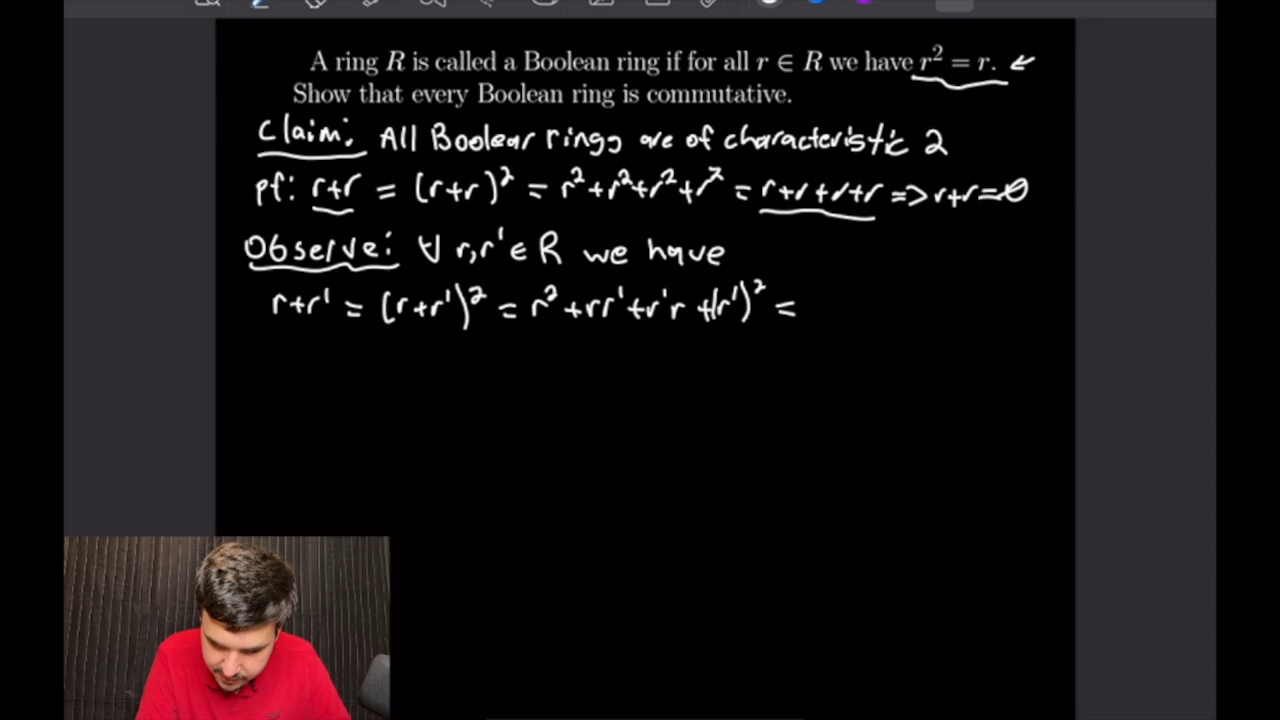 A ring R is called a Boolean ring if for all r ∈ R we have r² = r. ↙
Show that every Boolean ring is commutative.
Claim: All Boolear rings are of characteristic 2
pf: r+r = (r+r)² = r²+r²+r²+r² = r+r+r+r => r+r=0
Observe: ∀ r,r' ∈ R we have
r+r' = (r+r')² = r² +rr'+r'r +(r')² =